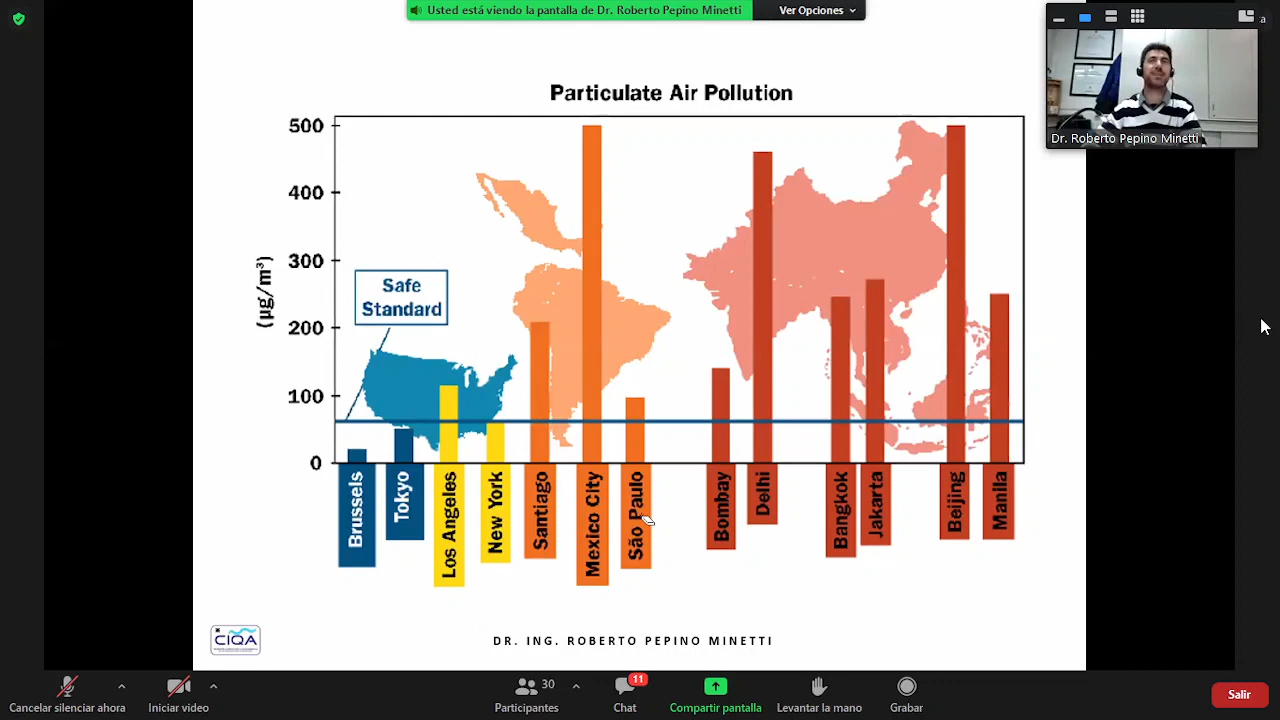 Usted está viendo la pantalla de Dr. Roberto Pepino Minetti
Ver Opciones
Dr. Roberto Pepino Minetti
Particulate Air Pollution
500
400
300
200
100
0
(µg/m³)
Safe
Standard
Brussels
Tokyo
Los Angeles
New York
Santiago
Mexico City
São Paulo
Bombay
Delhi
Bangkok
Jakarta
Beijing
Manila
CIQA
DR. ING. ROBERTO PEPINO MINETTI
Cancelar silenciar ahora
Iniciar video
30
Participantes
11
Chat
Compartir pantalla
Levantar la mano
Grabar
Salir